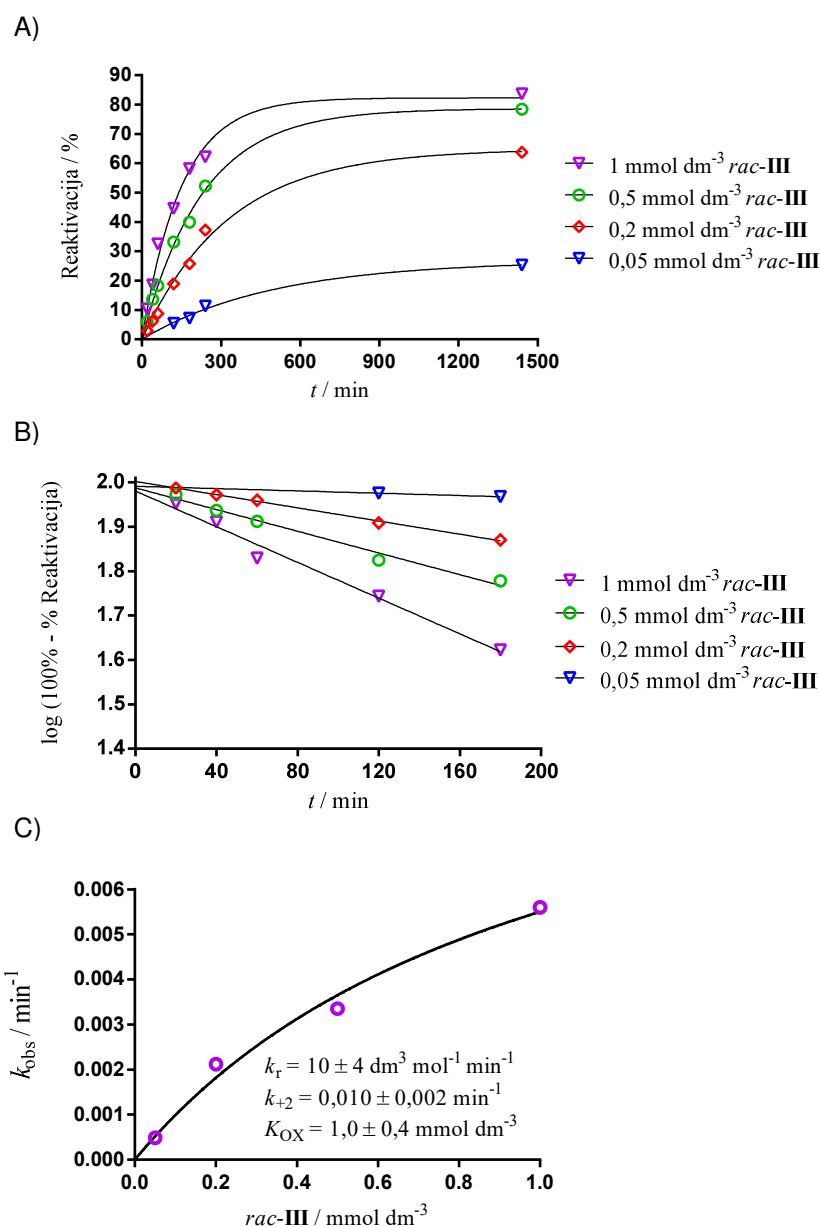 A)
Reaktivacija / %
90
80
70
60
50
40
30
20
10
0
0 300 600 900 1200 1500
t / min
1 mmol dm⁻³ rac-III
0,5 mmol dm⁻³ rac-III
0,2 mmol dm⁻³ rac-III
0,05 mmol dm⁻³ rac-III
B)
log (100% - % Reaktivacija)
2.0
1.9
1.8
1.7
1.6
1.5
1.4
0 40 80 120 160 200
t / min
1 mmol dm⁻³ rac-III
0,5 mmol dm⁻³ rac-III
0,2 mmol dm⁻³ rac-III
0,05 mmol dm⁻³ rac-III
C)
k_obs / min⁻¹
0.006
0.005
0.004
0.003
0.002
0.001
0.000
k_r = 10 ± 4 dm³ mol⁻¹ min⁻¹
k_+2 = 0,010 ± 0,002 min⁻¹
K_OX = 1,0 ± 0,4 mmol dm⁻³
0.0 0.2 0.4 0.6 0.8 1.0
rac-III / mmol dm⁻³